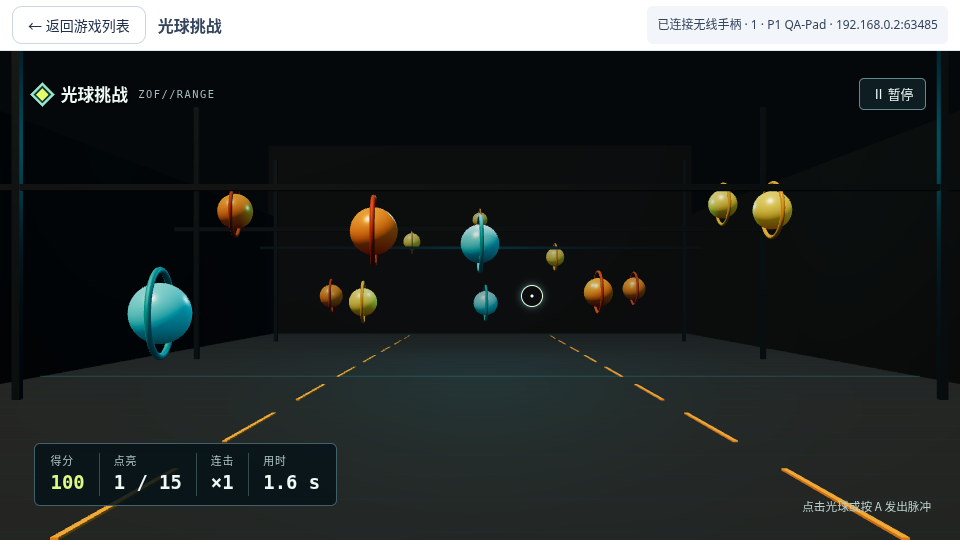 ← 返回游戏列表
光球挑战
已连接无线手柄 · 1 · P1 QA-Pad · 192.168.0.2:63485
光球挑战 ZOF//RANGE
II 暂停
得分 点亮 连击 用时
100 1 / 15 ×1 1.6 s
点击光球或按 A 发出脉冲